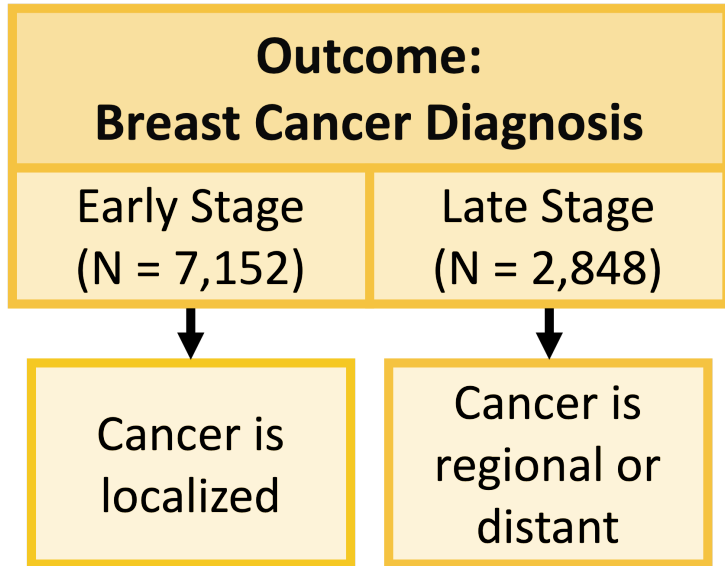 Outcome:
Breast Cancer Diagnosis
Early Stage
(N = 7,152)
Late Stage
(N = 2,848)
Cancer is
localized
Cancer is
regional or
distant